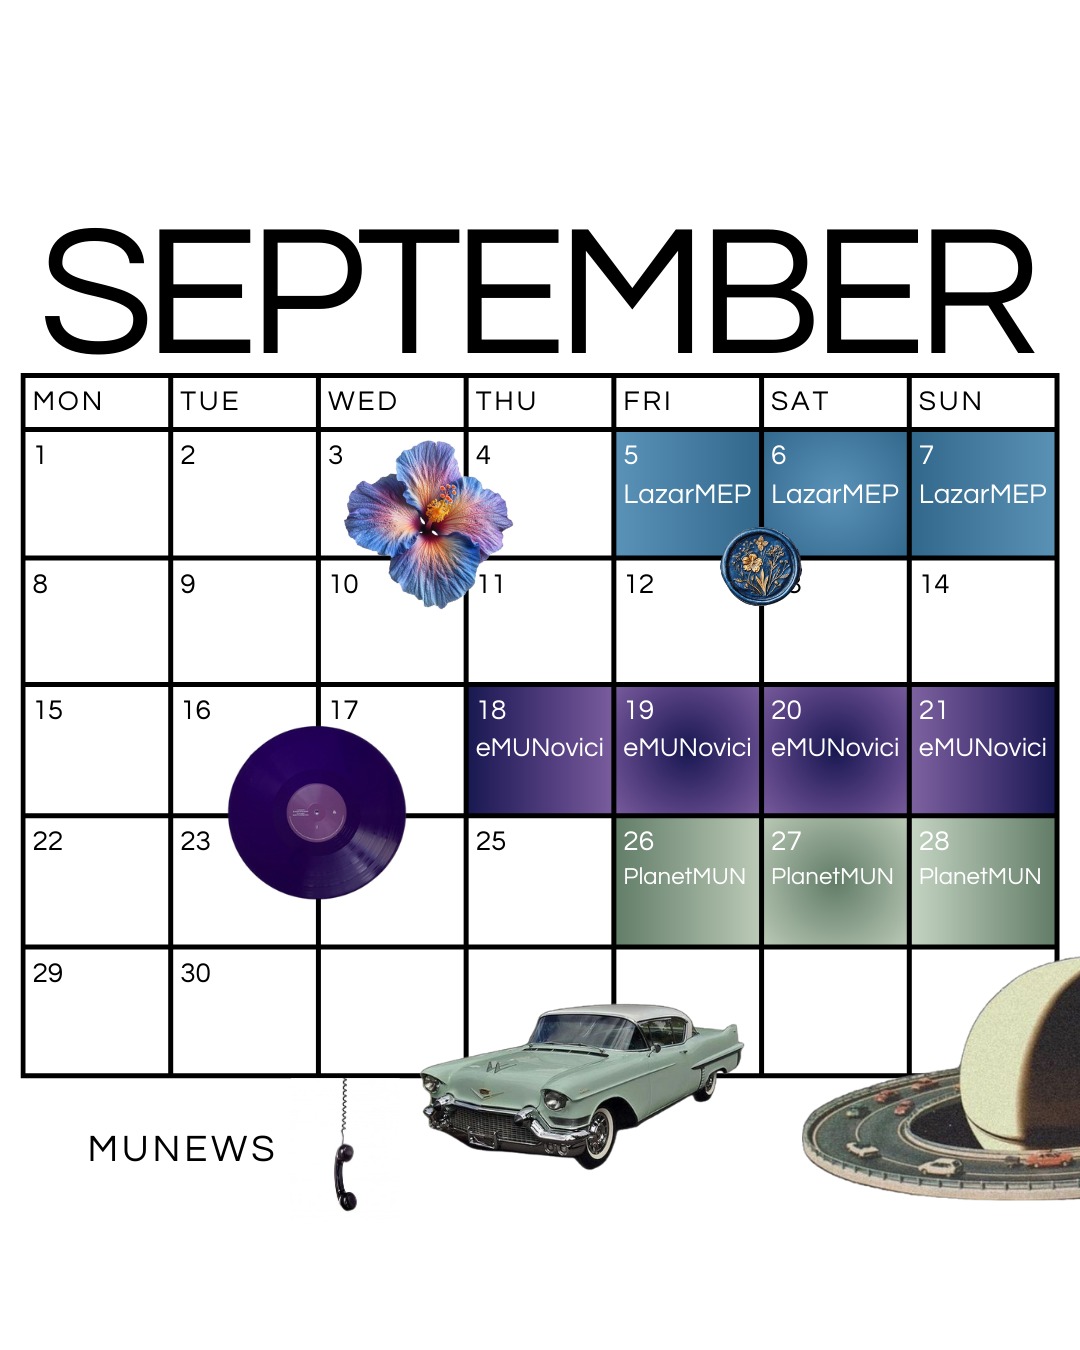 SEPTEMBER
MON TUE WED THU FRI SAT SUN
1 2 3 4 5 6 7
LazarMEP LazarMEP LazarMEP
8 9 10 11 12 14
15 16 17 18 19 20 21
eMUNovici eMUNovici eMUNovici eMUNovici
22 23 25 26 27 28
PlanetMUN PlanetMUN PlanetMUN
29 30
MUNEWS